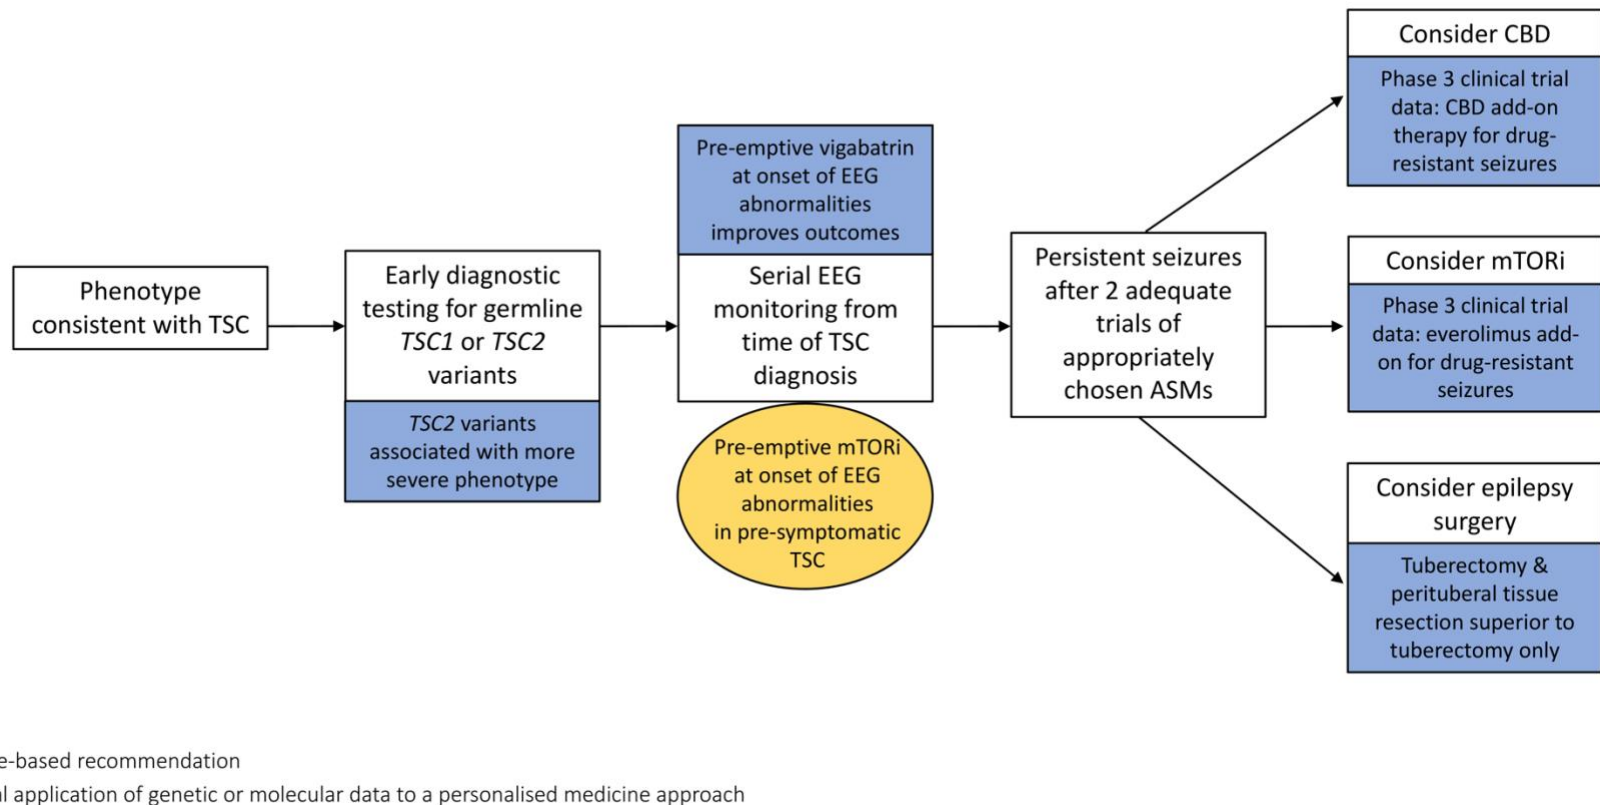 Phenotype
consistent with TSC
Early diagnostic
testing for germline
TSC1 or TSC2
variants
TSC2 variants
associated with more
severe phenotype
Pre-emptive vigabatrin
at onset of EEG
abnormalities
improves outcomes
Serial EEG
monitoring from
time of TSC
diagnosis
Pre-emptive mTORi
at onset of EEG
abnormalities
in pre-symptomatic
TSC
Persistent seizures
after 2 adequate
trials of
appropriately
chosen ASMs
Consider CBD
Phase 3 clinical trial
data: CBD add-on
therapy for drug-
resistant seizures
Consider mTORi
Phase 3 clinical trial
data: everolimus add-
on for drug-resistant
seizures
Consider epilepsy
surgery
Tuberectomy &
perituberal tissue
resection superior to
tuberectomy only
e-based recommendation
l application of genetic or molecular data to a personalised medicine approach